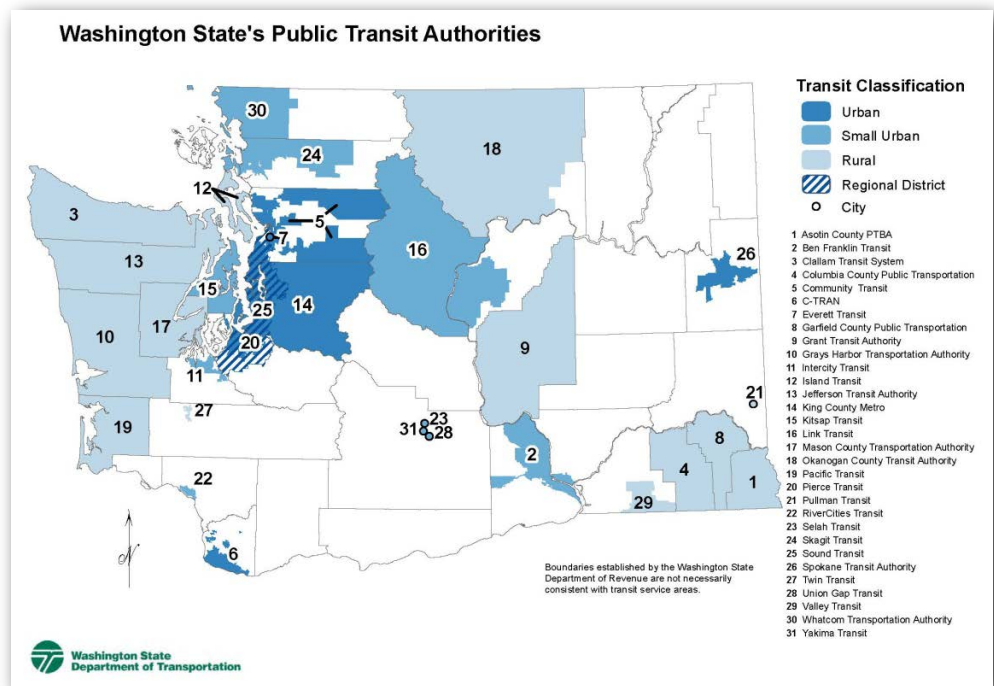 Washington State's Public Transit Authorities
Transit Classification
Urban
Small Urban
Rural
Regional District
City
1 Asotin County PTBA
2 Ben Franklin Transit
3 Clallam Transit System
4 Columbia County Public Transportation
5 Community Transit
6 C-TRAN
7 Everett Transit
8 Garfield County Public Transportation
9 Grant Transit Authority
10 Grays Harbor Transportation Authority
11 Intercity Transit
12 Island Transit
13 Jefferson Transit Authority
14 King County Metro
15 Kitsap Transit
16 Link Transit
17 Mason County Transportation Authority
18 Okanogan County Transit Authority
19 Pacific Transit
20 Pierce Transit
21 Pullman Transit
22 RiverCities Transit
23 Selah Transit
24 Skagit Transit
25 Sound Transit
26 Spokane Transit Authority
27 Twin Transit
28 Union Gap Transit
29 Valley Transit
30 Whatcom Transportation Authority
31 Yakima Transit
30
24
18
12
3
5
7
16
26
13
15
14
25
17
10
20
9
11
27
21
23
31
28
19
8
2
4
1
22
29
6
N
Boundaries established by the Washington State
Department of Revenue are not necessarily
consistent with transit service areas.
Washington State
Department of Transportation